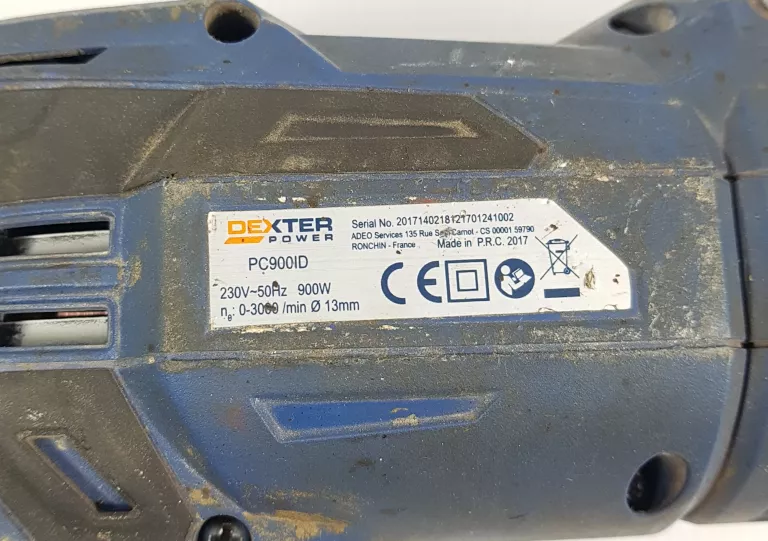 DEXTER
POWER
PC900ID
230V~50Hz 900W
n₀: 0-3000 /min Ø 13mm
Serial No. 2017140218121701241002
ADEO Services 135 Rue Sadi Carnot - CS 00001 59790
RONCHIN - France Made in P.R.C. 2017
CE